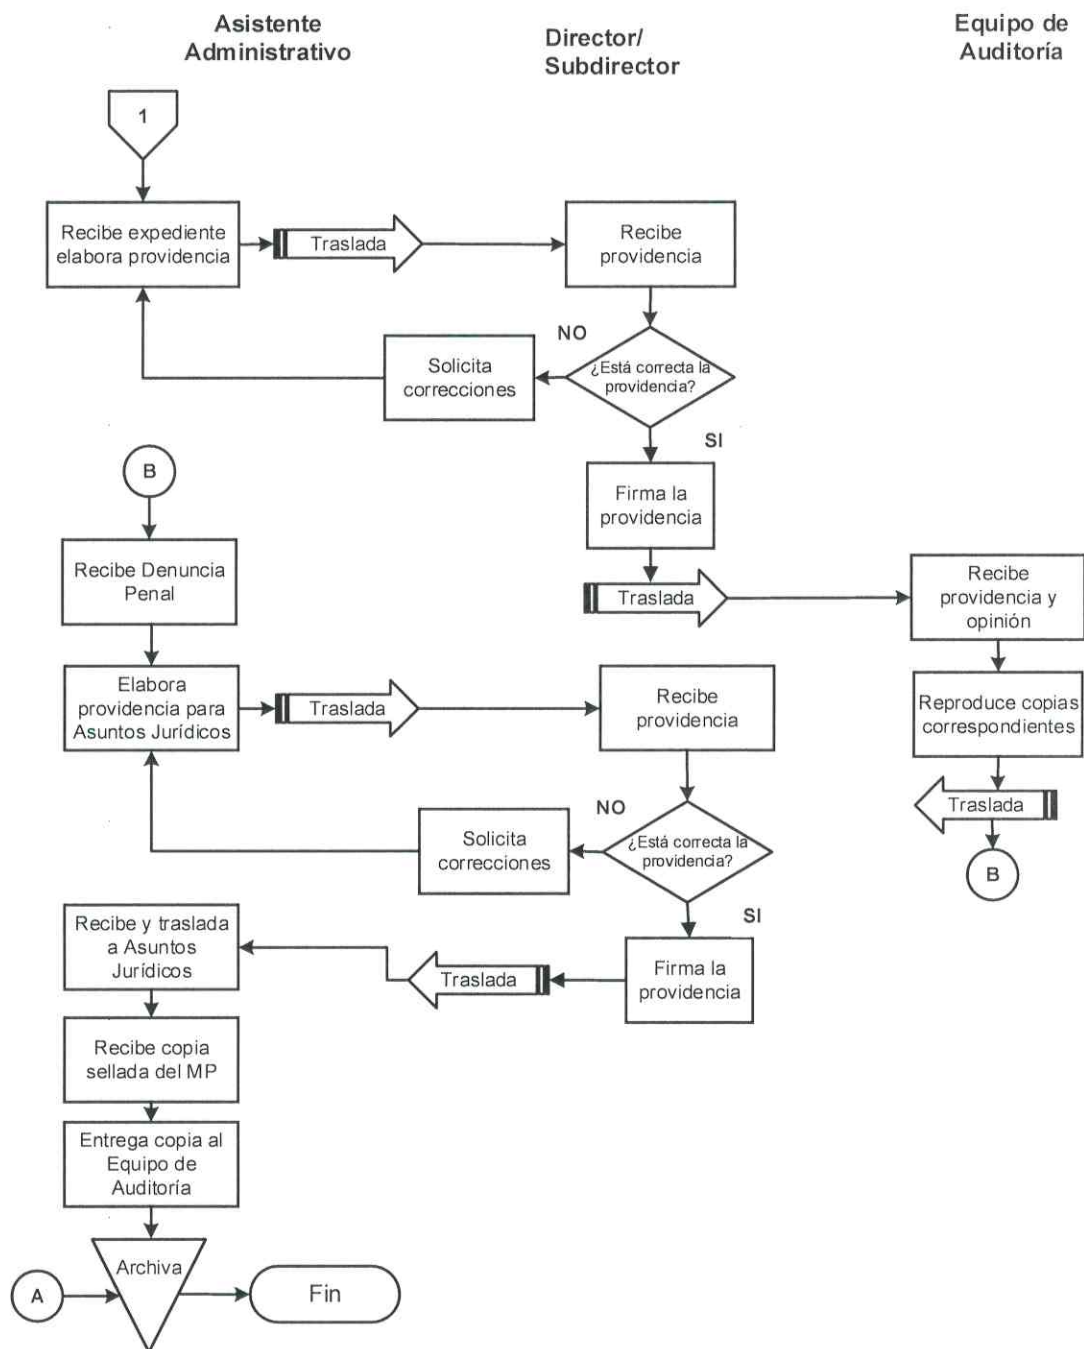 Asistente
Administrativo
Director/
Subdirector
Equipo de
Auditoría
1
Recibe expediente
elabora providencia
Traslada
Recibe
providencia
NO
¿Está correcta la
providencia?
Solicita
correcciones
SI
Firma la
providencia
Traslada
Recibe
providencia y
opinión
Reproduce copias
correspondientes
Traslada
B
B
Recibe Denuncia
Penal
Elabora
providencia para
Asuntos Jurídicos
Traslada
Recibe
providencia
NO
¿Está correcta la
providencia?
Solicita
correcciones
SI
Firma la
providencia
Traslada
Recibe y traslada
a Asuntos
Jurídicos
Recibe copia
sellada del MP
Entrega copia al
Equipo de
Auditoría
Archiva
A
Fin